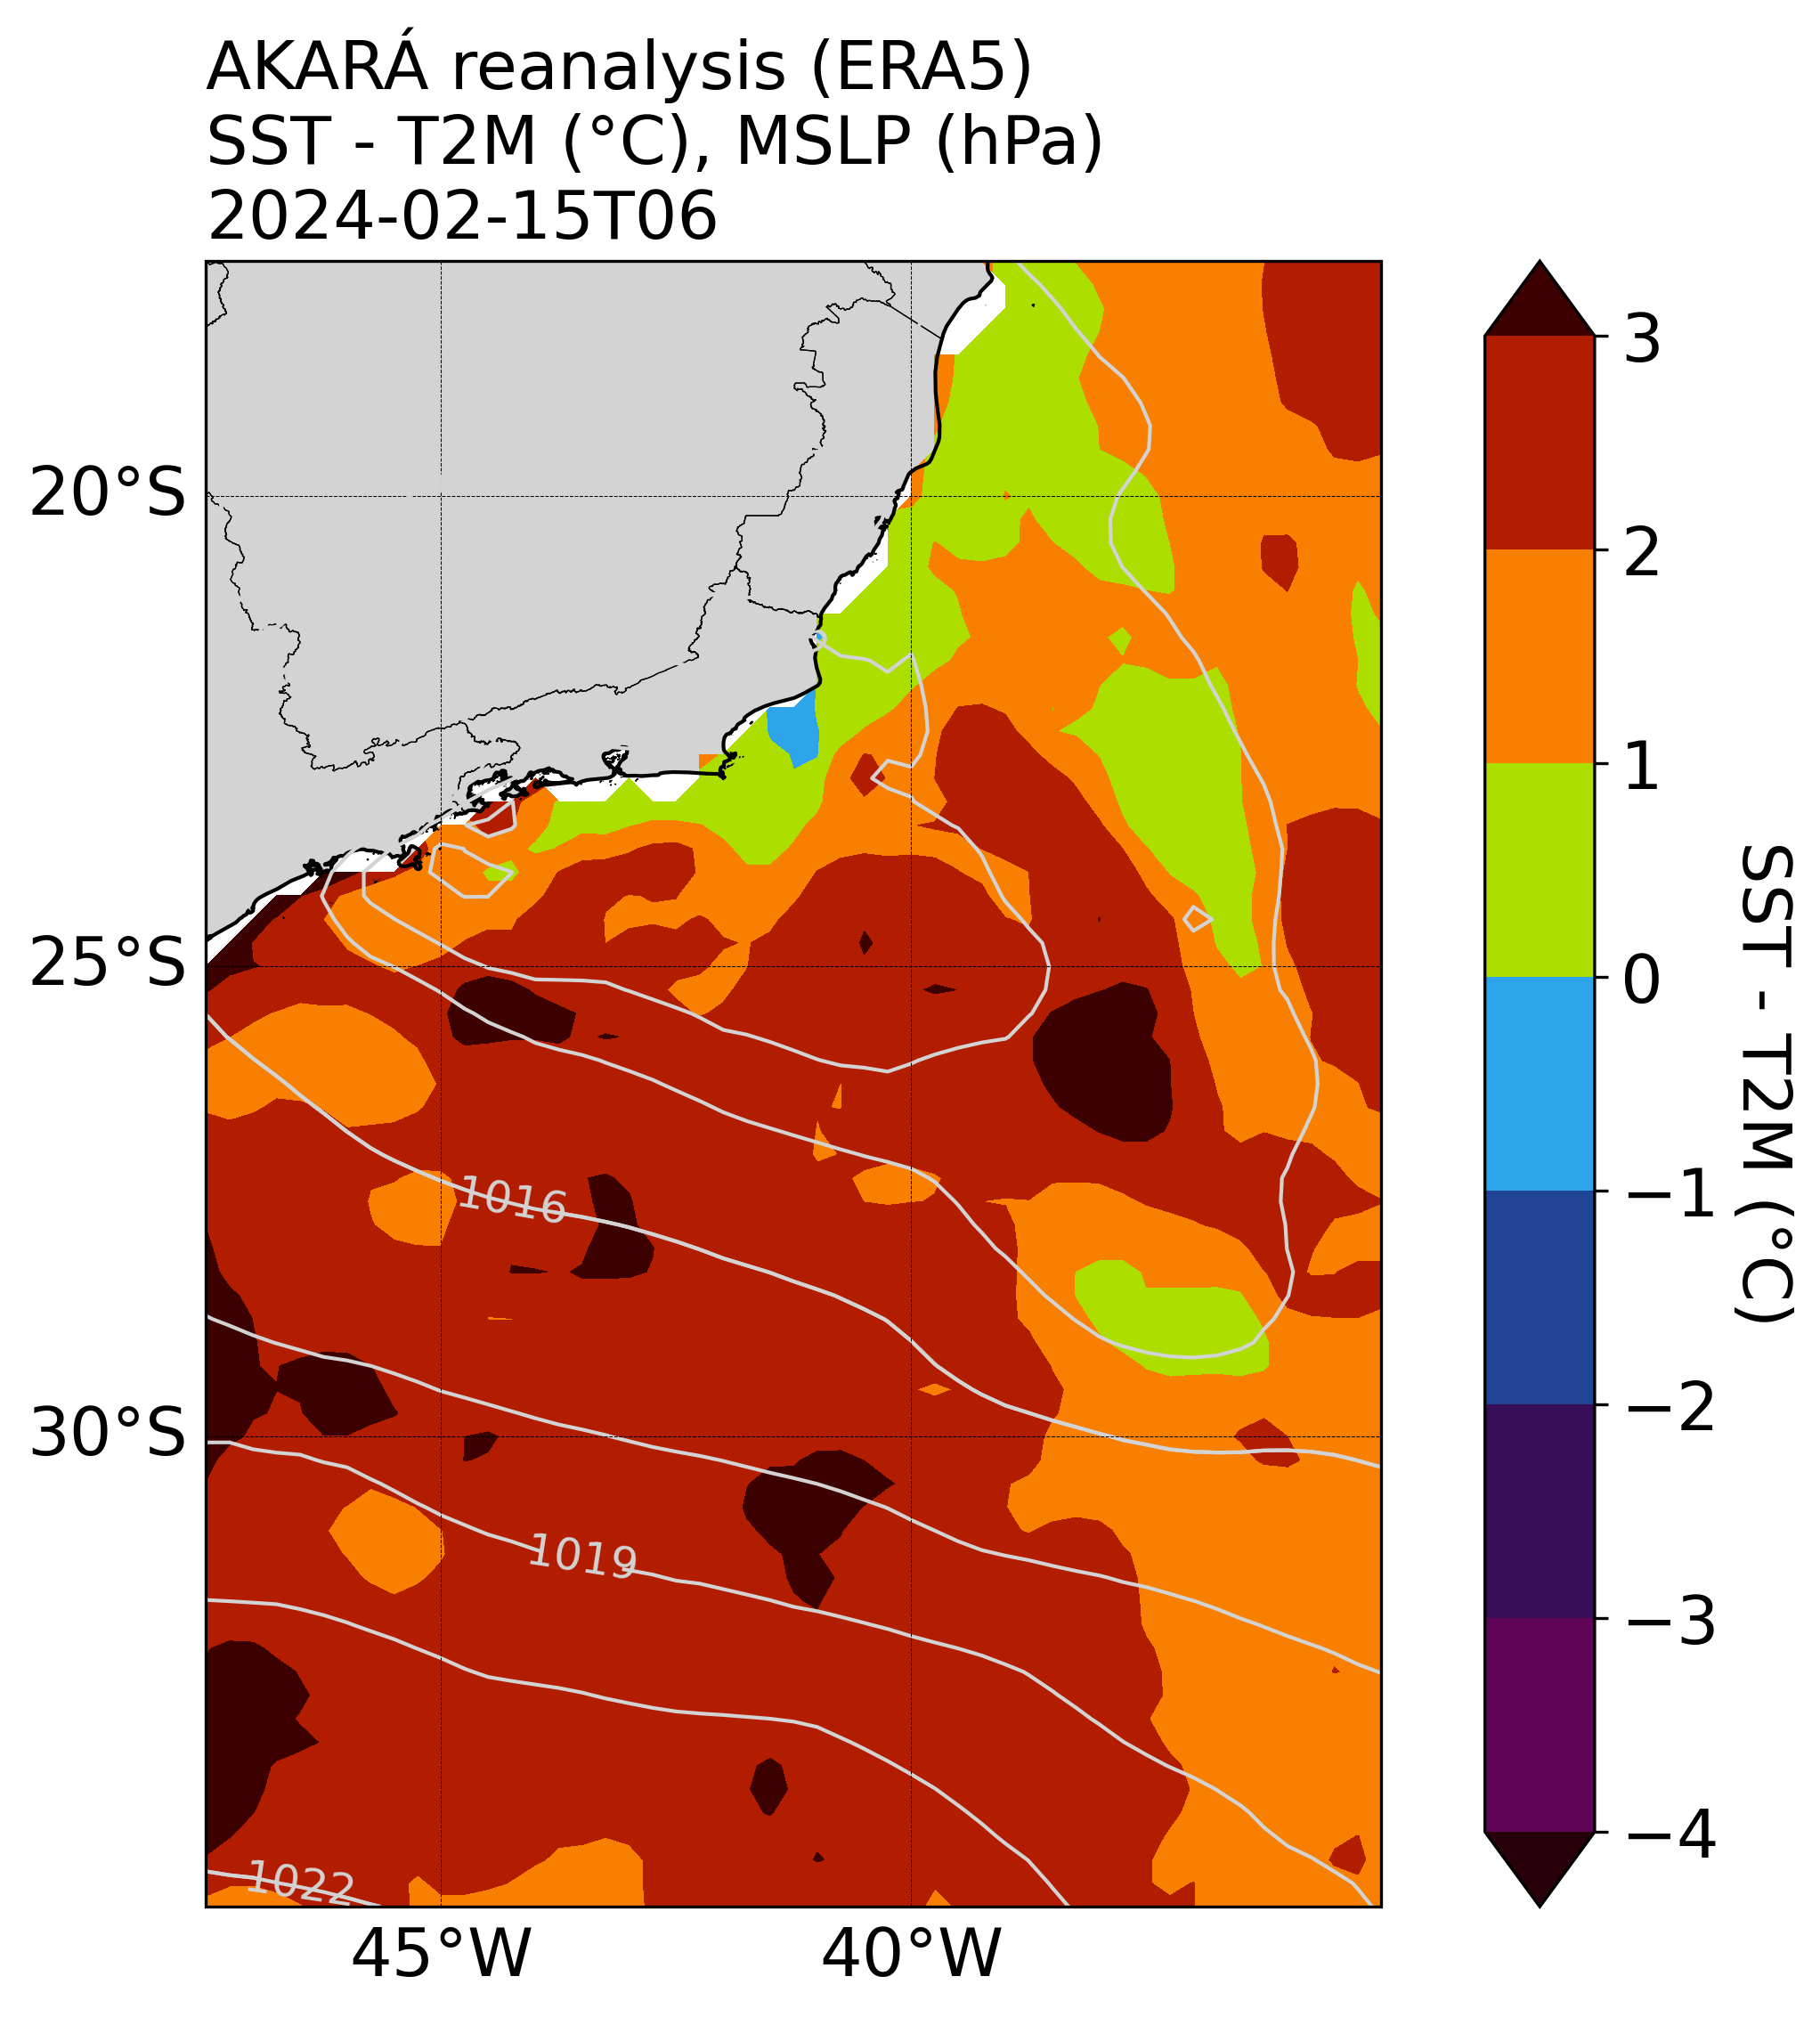 AKARÁ reanalysis (ERA5)
SST - T2M (°C), MSLP (hPa)
2024-02-15T06
20°S
25°S
30°S
45°W
40°W
1016
1019
1022
3
2
1
0
−1
−2
−3
−4
SST - T2M (°C)